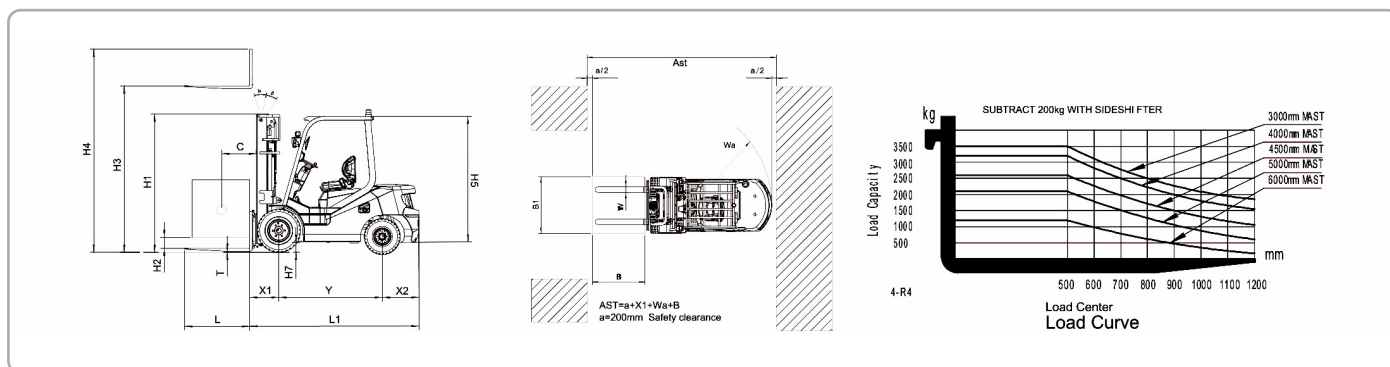 H4
H3
H1
H2
C
T
H7
H5
X1
Y
X2
L
L1
Ast
a/2
a/2
Wa
B1
W
B
AST=a+X1+Wa+B
a=200mm Safety clearance
SUBTRACT 200kg WITH SIDESHI FTER
kg
3000mm MAST
4000mm MAST
4500mm MAST
5000mm MAST
6000mm MAST
Load Capacity
3500
3000
2500
2000
1500
1000
500
mm
500 600 700 800 900 1000 1100 1200
4-R4
Load Center
Load Curve